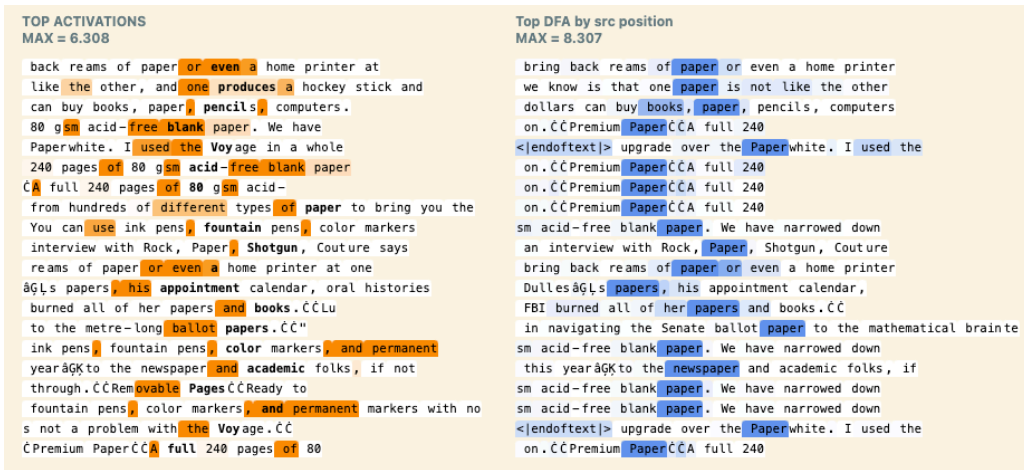 TOP ACTIVATIONS
MAX = 6.308
back reams of paper or even a home printer at
like the other, and one produces a hockey stick and
can buy books, paper, pencils, computers.
80 gsm acid-free blank paper. We have
Paperwhite. I used the Voyage in a whole
240 pages of 80 gsm acid-free blank paper
ĊA full 240 pages of 80 gsm acid-
from hundreds of different types of paper to bring you the
You can use ink pens, fountain pens, color markers
interview with Rock, Paper, Shotgun, Couture says
reams of paper or even a home printer at one
âĢĻs papers, his appointment calendar, oral histories
burned all of her papers and books.ĊĊLu
to the metre-long ballot papers.ĊĊ"
ink pens, fountain pens, color markers, and permanent
yearâĢĶto the newspaper and academic folks, if not
through.ĊĊRemovable PagesĊĊReady to
fountain pens, color markers, and permanent markers with no
s not a problem with the Voyage.ĊĊ
ĊPremium PaperĊĊA full 240 pages of 80
Top DFA by src position
MAX = 8.307
bring back reams of paper or even a home printer
we know is that one paper is not like the other
dollars can buy books, paper, pencils, computers
on.ĊĊPremium PaperĊĊA full 240
<|endoftext|> upgrade over the Paperwhite. I used the
on.ĊĊPremium PaperĊĊA full 240
on.ĊĊPremium PaperĊĊA full 240
on.ĊĊPremium PaperĊĊA full 240
sm acid-free blank paper. We have narrowed down
an interview with Rock, Paper, Shotgun, Couture
bring back reams of paper or even a home printer
DullesâĢĻs papers, his appointment calendar,
FBI burned all of her papers and books.ĊĊ
in navigating the Senate ballot paper to the mathematical brainte
sm acid-free blank paper. We have narrowed down
this yearâĢĶto the newspaper and academic folks, if
sm acid-free blank paper. We have narrowed down
sm acid-free blank paper. We have narrowed down
<|endoftext|> upgrade over the Paperwhite. I used the
on.ĊĊPremium PaperĊĊA full 240